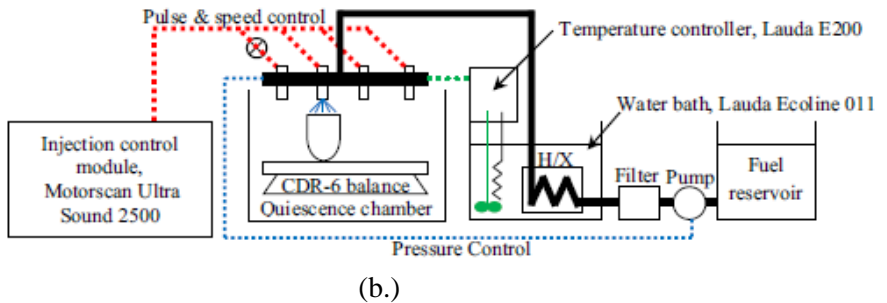 Pulse & speed control
Temperature controller, Lauda E200
Water bath, Lauda Ecoline 011
Injection control
module,
Motorscan Ultra
Sound 2500
CDR-6 balance
Quiescence chamber
H/X
Filter
Pump
Fuel
reservoir
Pressure Control
(b.)